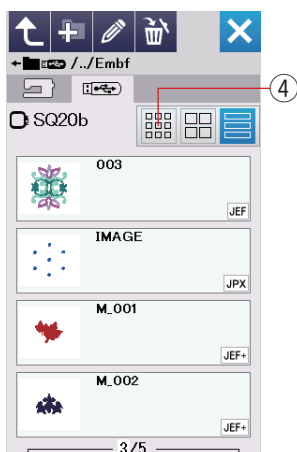 /../Embf
④
SQ20b
003
JEF
IMAGE
JPX
M_001
JEF+
M_002
JEF+
3/5